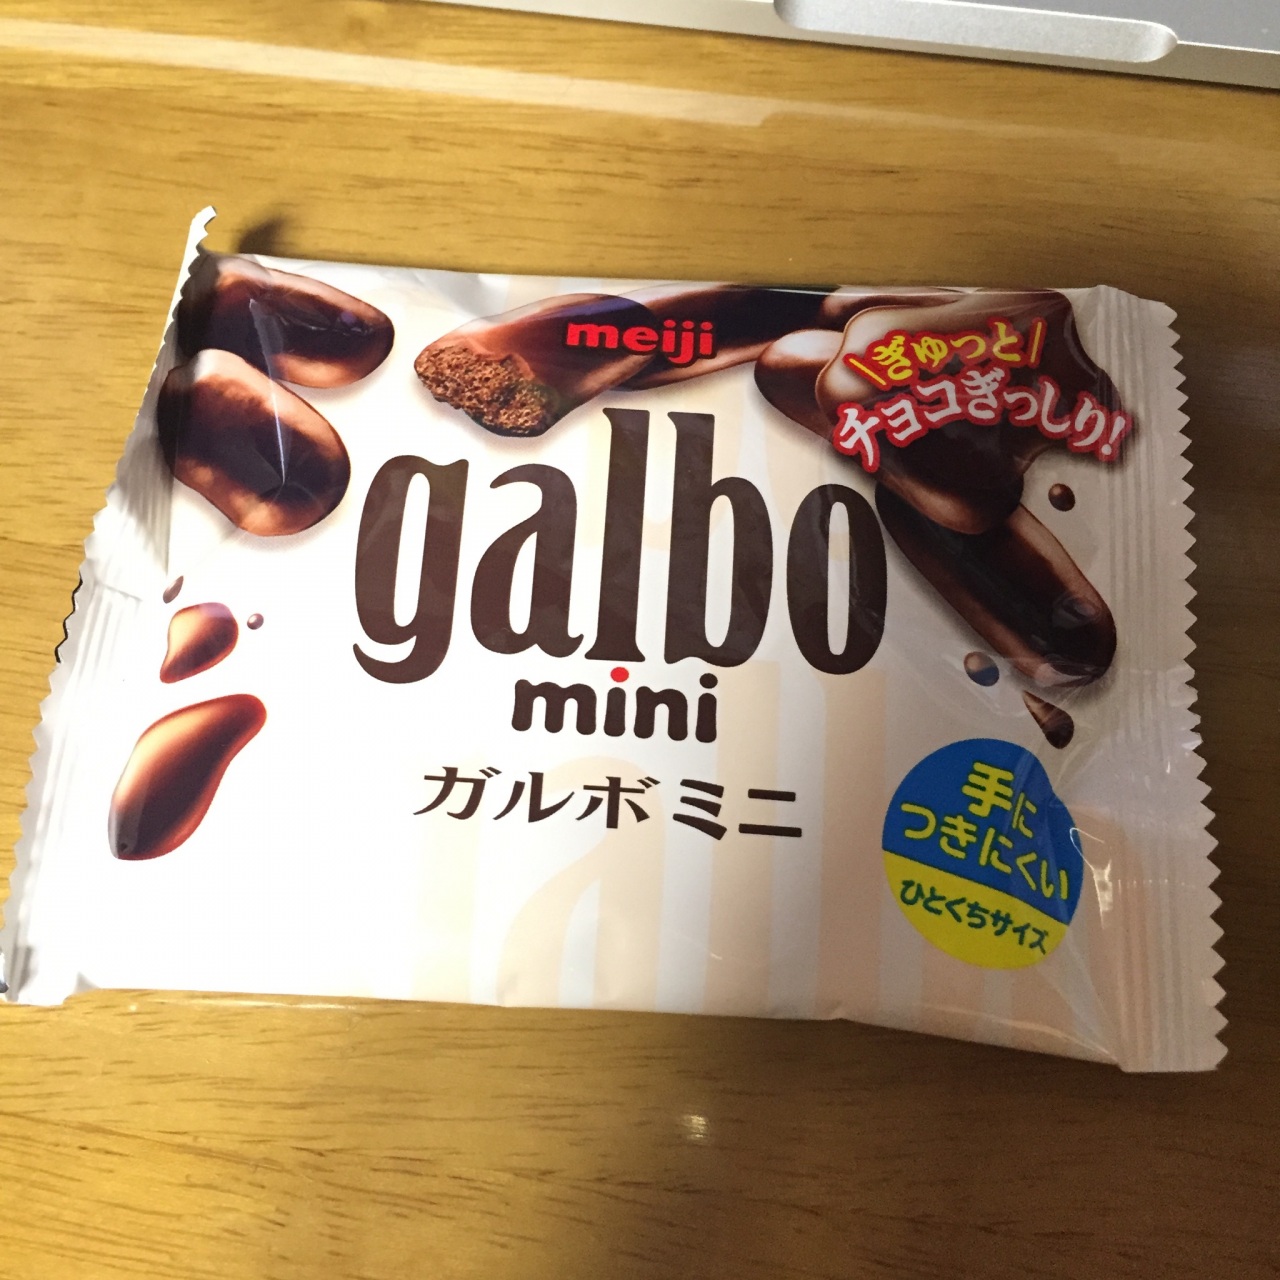 meiji
\ぎゅっと/
チョコぎっしり!
galbo
mini
ガルボ ミニ
手に
つきにくい
ひとくちサイズ